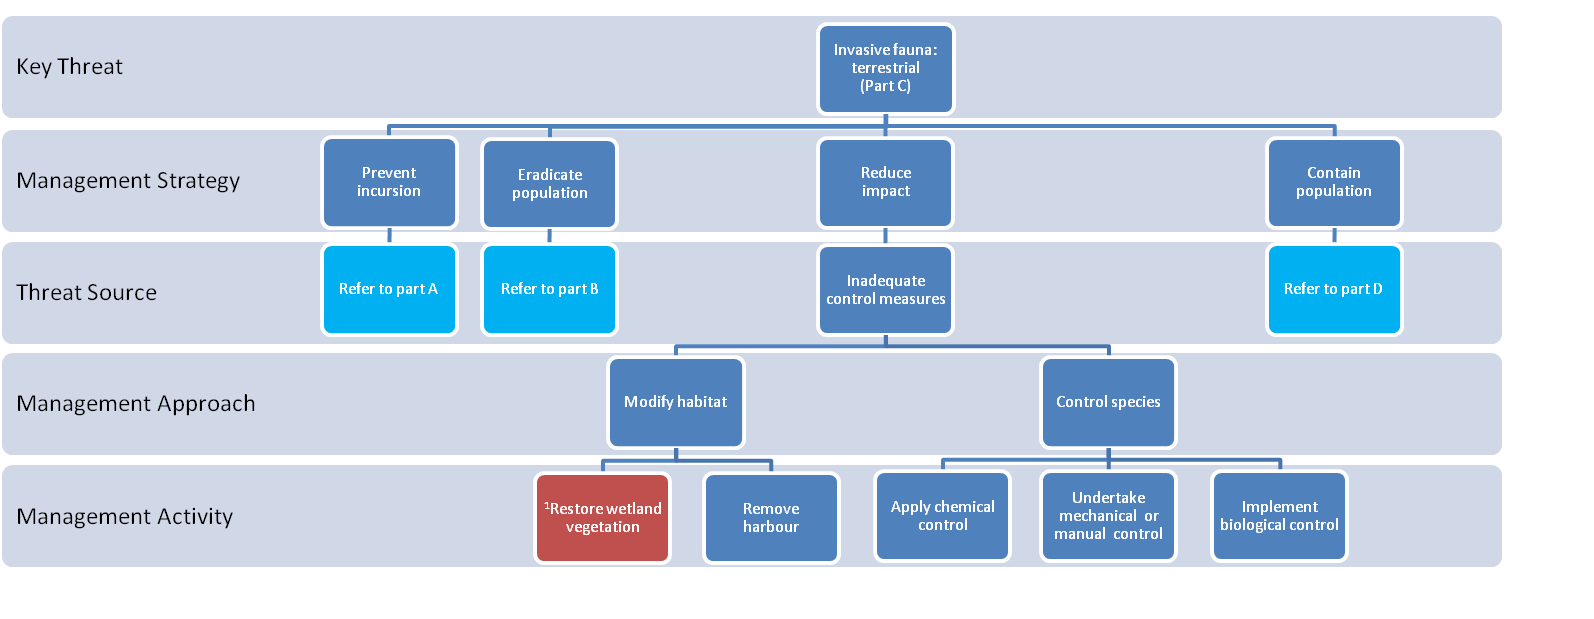 Key Threat
Invasive fauna:
terrestrial
(Part C)
Management Strategy
Prevent
incursion
Eradicate
population
Reduce
impact
Contain
population
Threat Source
Refer to part A
Refer to part B
Inadequate
control measures
Refer to part D
Management Approach
Modify habitat
Control species
Management Activity
¹Restore wetland
vegetation
Remove
harbour
Apply chemical
control
Undertake
mechanical or
manual control
Implement
biological control